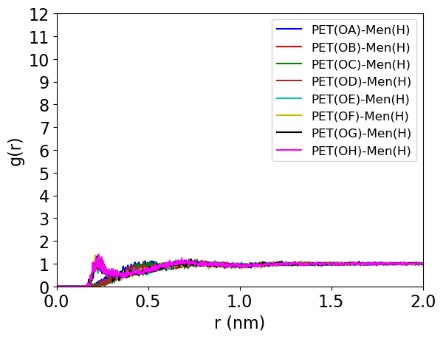 12
11
10
9
8
7
6
5
4
3
2
1
0
g(r)
PET(OA)-Men(H)
PET(OB)-Men(H)
PET(OC)-Men(H)
PET(OD)-Men(H)
PET(OE)-Men(H)
PET(OF)-Men(H)
PET(OG)-Men(H)
PET(OH)-Men(H)
0.0 0.5 1.0 1.5 2.0
r (nm)